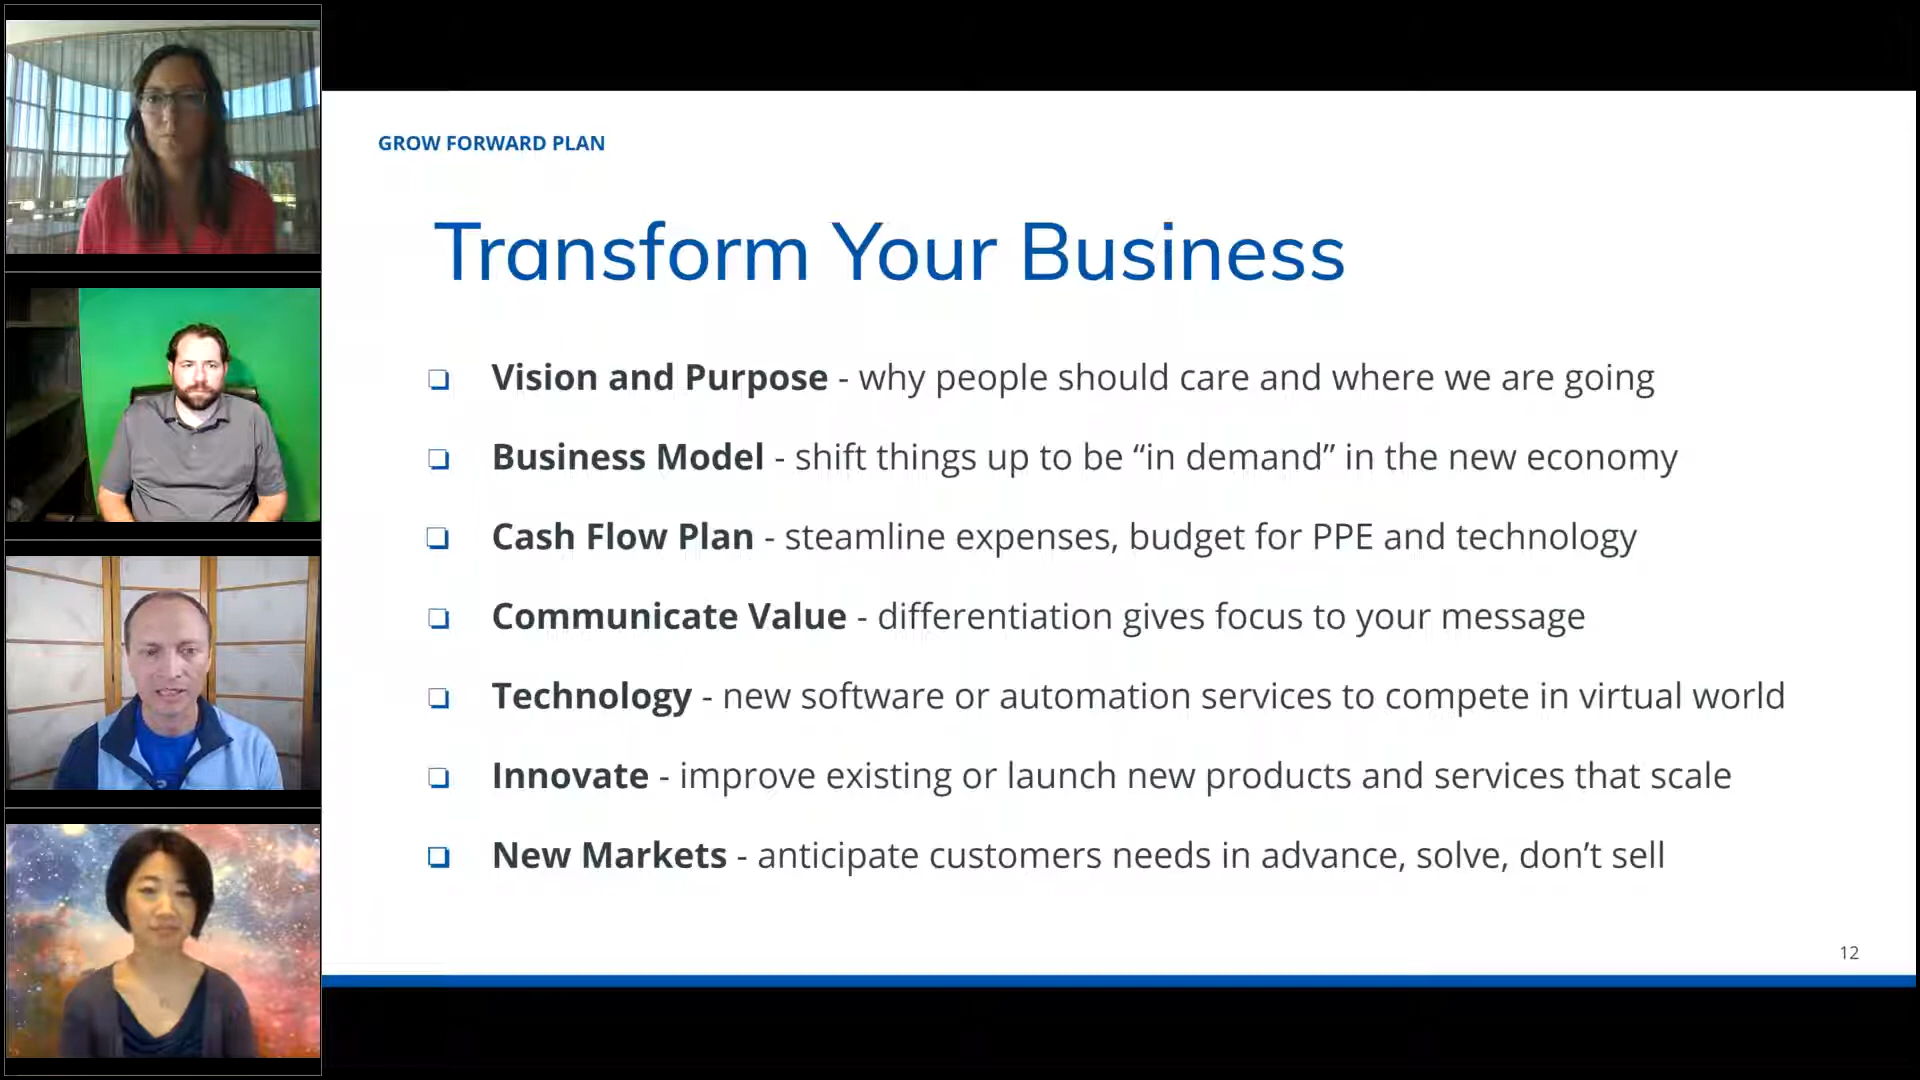 GROW FORWARD PLAN
Transform Your Business
❏ Vision and Purpose - why people should care and where we are going
❏ Business Model - shift things up to be “in demand” in the new economy
❏ Cash Flow Plan - steamline expenses, budget for PPE and technology
❏ Communicate Value - differentiation gives focus to your message
❏ Technology - new software or automation services to compete in virtual world
❏ Innovate - improve existing or launch new products and services that scale
❏ New Markets - anticipate customers needs in advance, solve, don’t sell
12